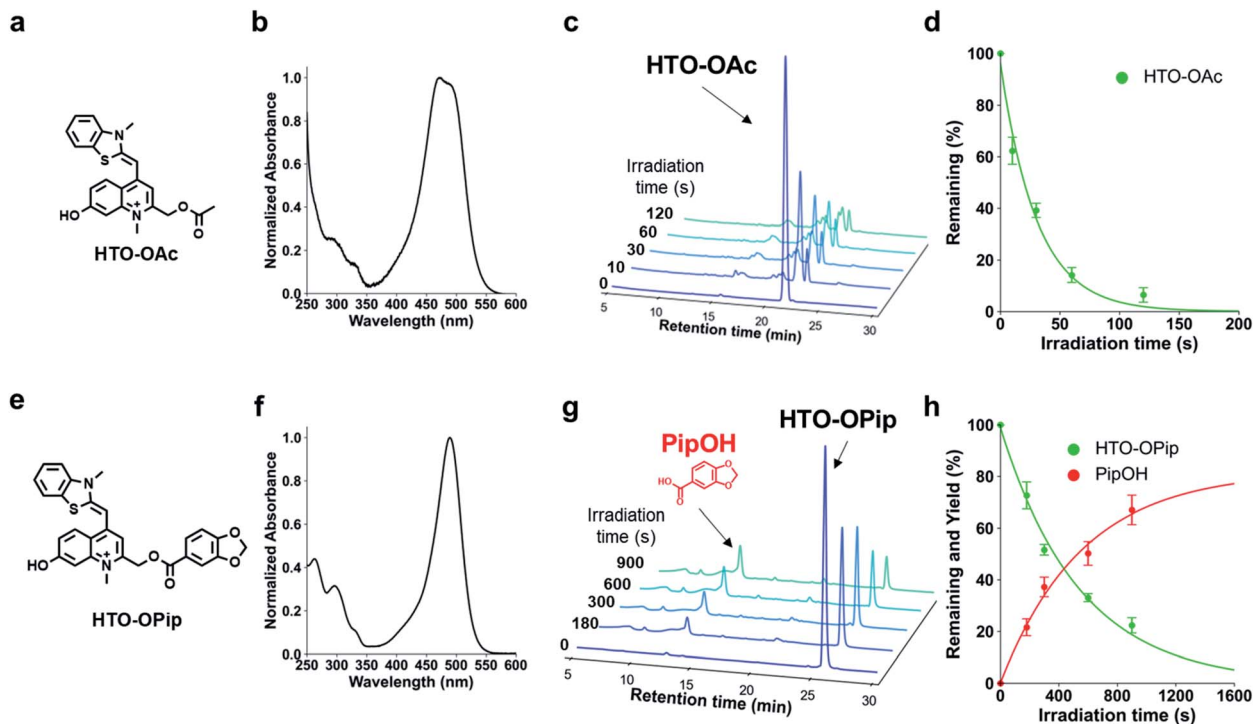 a
N
S
HO
N+
O
O
HTO-OAc
b
Normalized Absorbance
1.0
0.8
0.6
0.4
0.2
0.0
250 300 350 400 450 500 550 600
Wavelength (nm)
c
HTO-OAc
Irradiation
time (s)
120
60
30
10
0
5 10 15 20 25 30
Retention time (min)
d
HTO-OAc
Remaining (%)
100
80
60
40
20
0
0 50 100 150 200
Irradiation time (s)
e
N
S
HO
N+
O
O
O
O
HTO-OPip
f
Normalized Absorbance
1.0
0.8
0.6
0.4
0.2
0.0
250 300 350 400 450 500 550 600
Wavelength (nm)
g
HTO-OPip
PipOH
HO
O
O
O
Irradiation
time (s)
900
600
300
180
0
5 10 15 20 25 30
Retention time (min)
h
HTO-OPip
PipOH
Remaining and Yield (%)
100
80
60
40
20
0
0 400 800 1200 1600
Irradiation time (s)